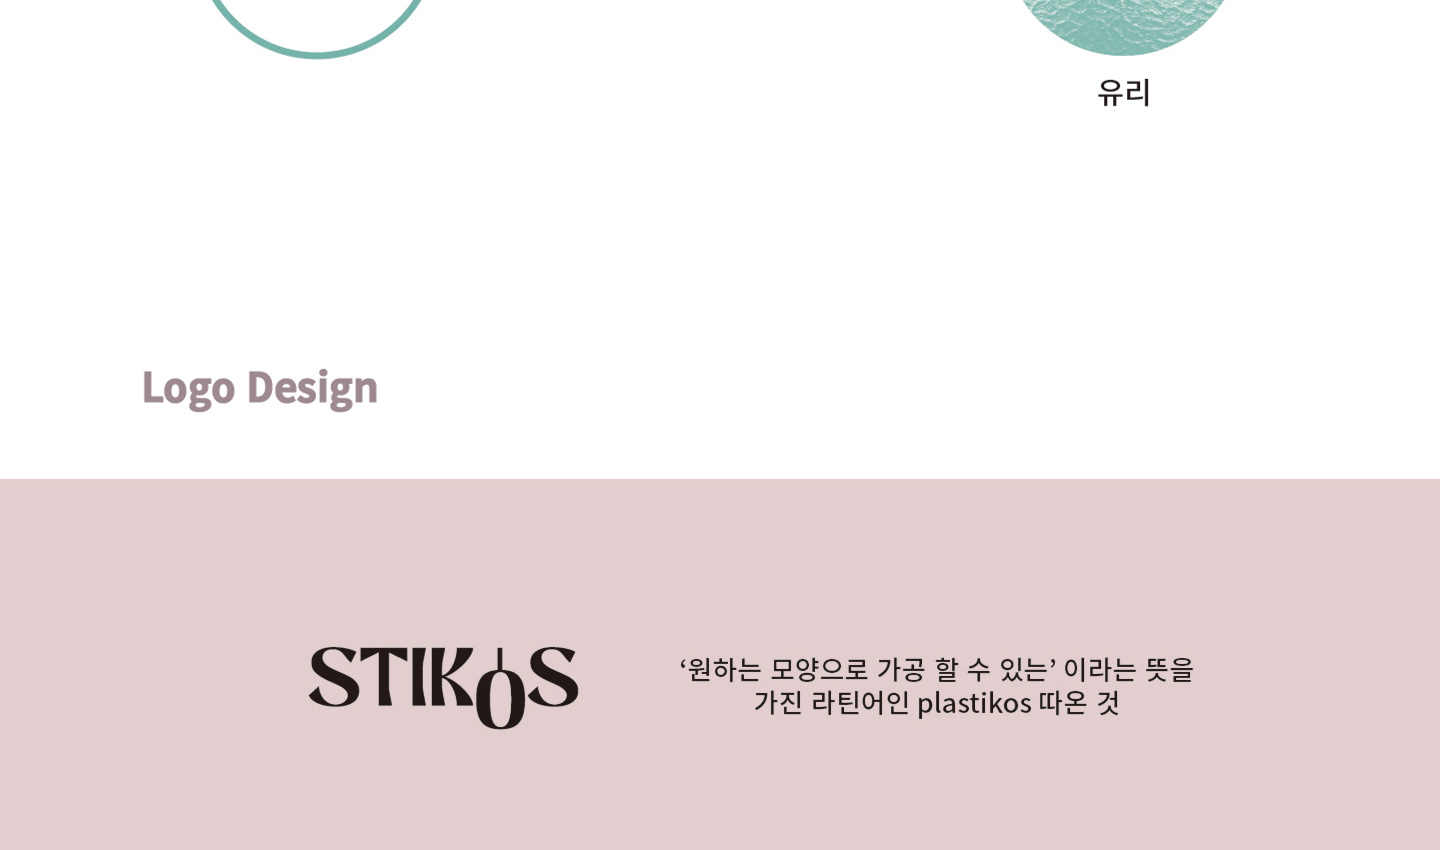 유리
Logo Design
STIKOS
‘원하는 모양으로 가공 할 수 있는’ 이라는 뜻을
가진 라틴어인 plastikos 따온 것